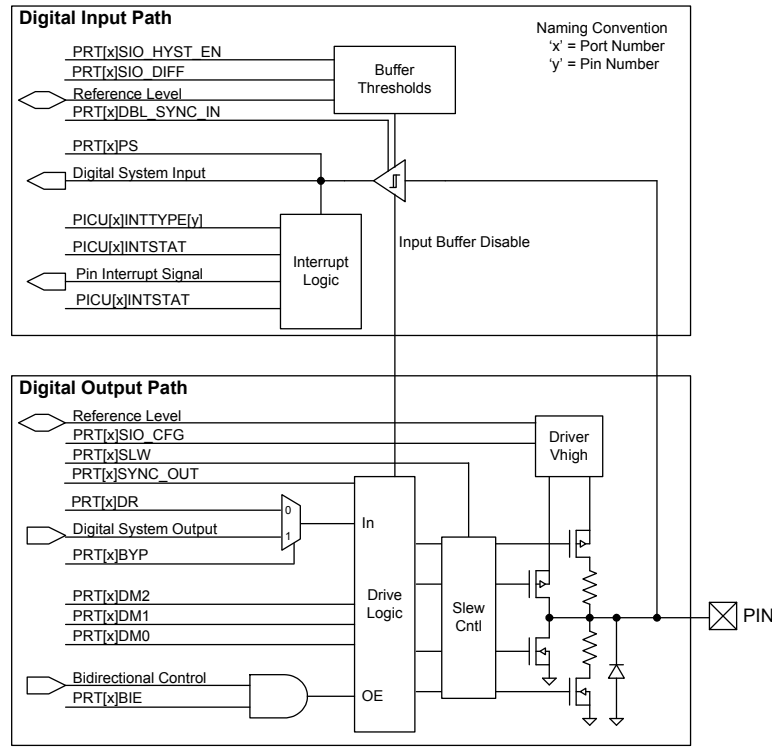 Digital Input Path
Naming Convention
'x' = Port Number
'y' = Pin Number
PRT[x]SIO_HYST_EN
PRT[x]SIO_DIFF
Reference Level
PRT[x]DBL_SYNC_IN
Buffer
Thresholds
PRT[x]PS
Digital System Input
PICU[x]INTTYPE[y]
PICU[x]INTSTAT
Pin Interrupt Signal
PICU[x]INTSTAT
Interrupt
Logic
Input Buffer Disable
Digital Output Path
Reference Level
PRT[x]SIO_CFG
PRT[x]SLW
PRT[x]SYNC_OUT
Driver
Vhigh
PRT[x]DR
Digital System Output
PRT[x]BYP
0
1
In
PRT[x]DM2
PRT[x]DM1
PRT[x]DM0
Drive
Logic
Slew
Cntl
PIN
Bidirectional Control
PRT[x]BIE
OE